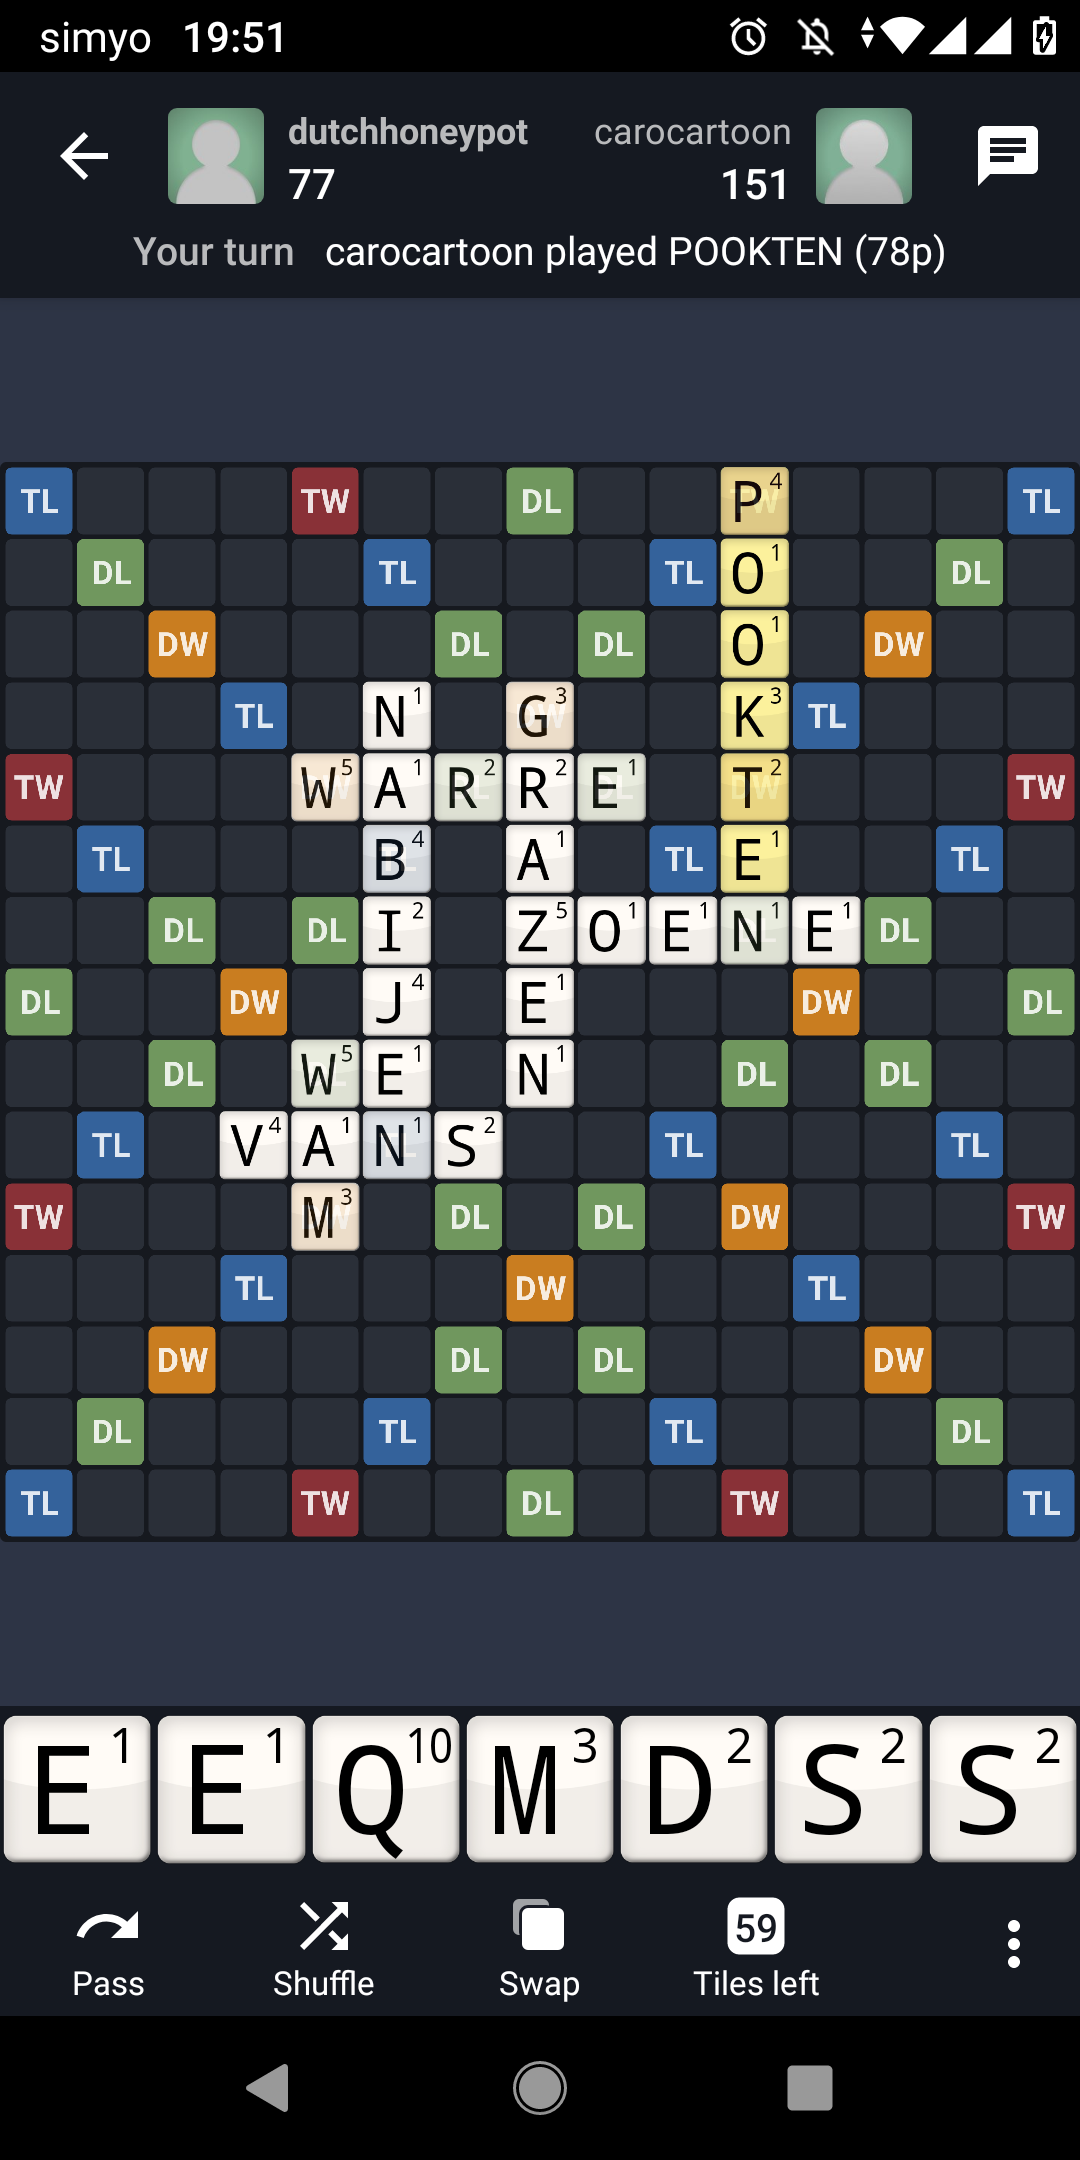 simyo 19:51
dutchhoneypot carocartoon
77 151
Your turn carocartoon played POOKTEN (78p)
TL TW DL P4 TL
DL TL TL O1 DL
DW DL DL O1 DW
TL N1 G3 K3 TL
TW W5 A1 R2 R2 E1 T2 TW
TL B4 A1 TL E1 TL
DL DL I2 Z5 O1 E1 N1 E1 DL
DL DW J4 E1 DW DL
DL W5 E1 N1 DL DL
TL V4 A1 N1 S2 TL TL
TW M3 DL DL DW TW
TL DW TL
DW DL DL DW
DL TL TL DL
TL TW DL TW TL
E1 E1 Q10 M3 D2 S2 S2
59
Pass Shuffle Swap Tiles left